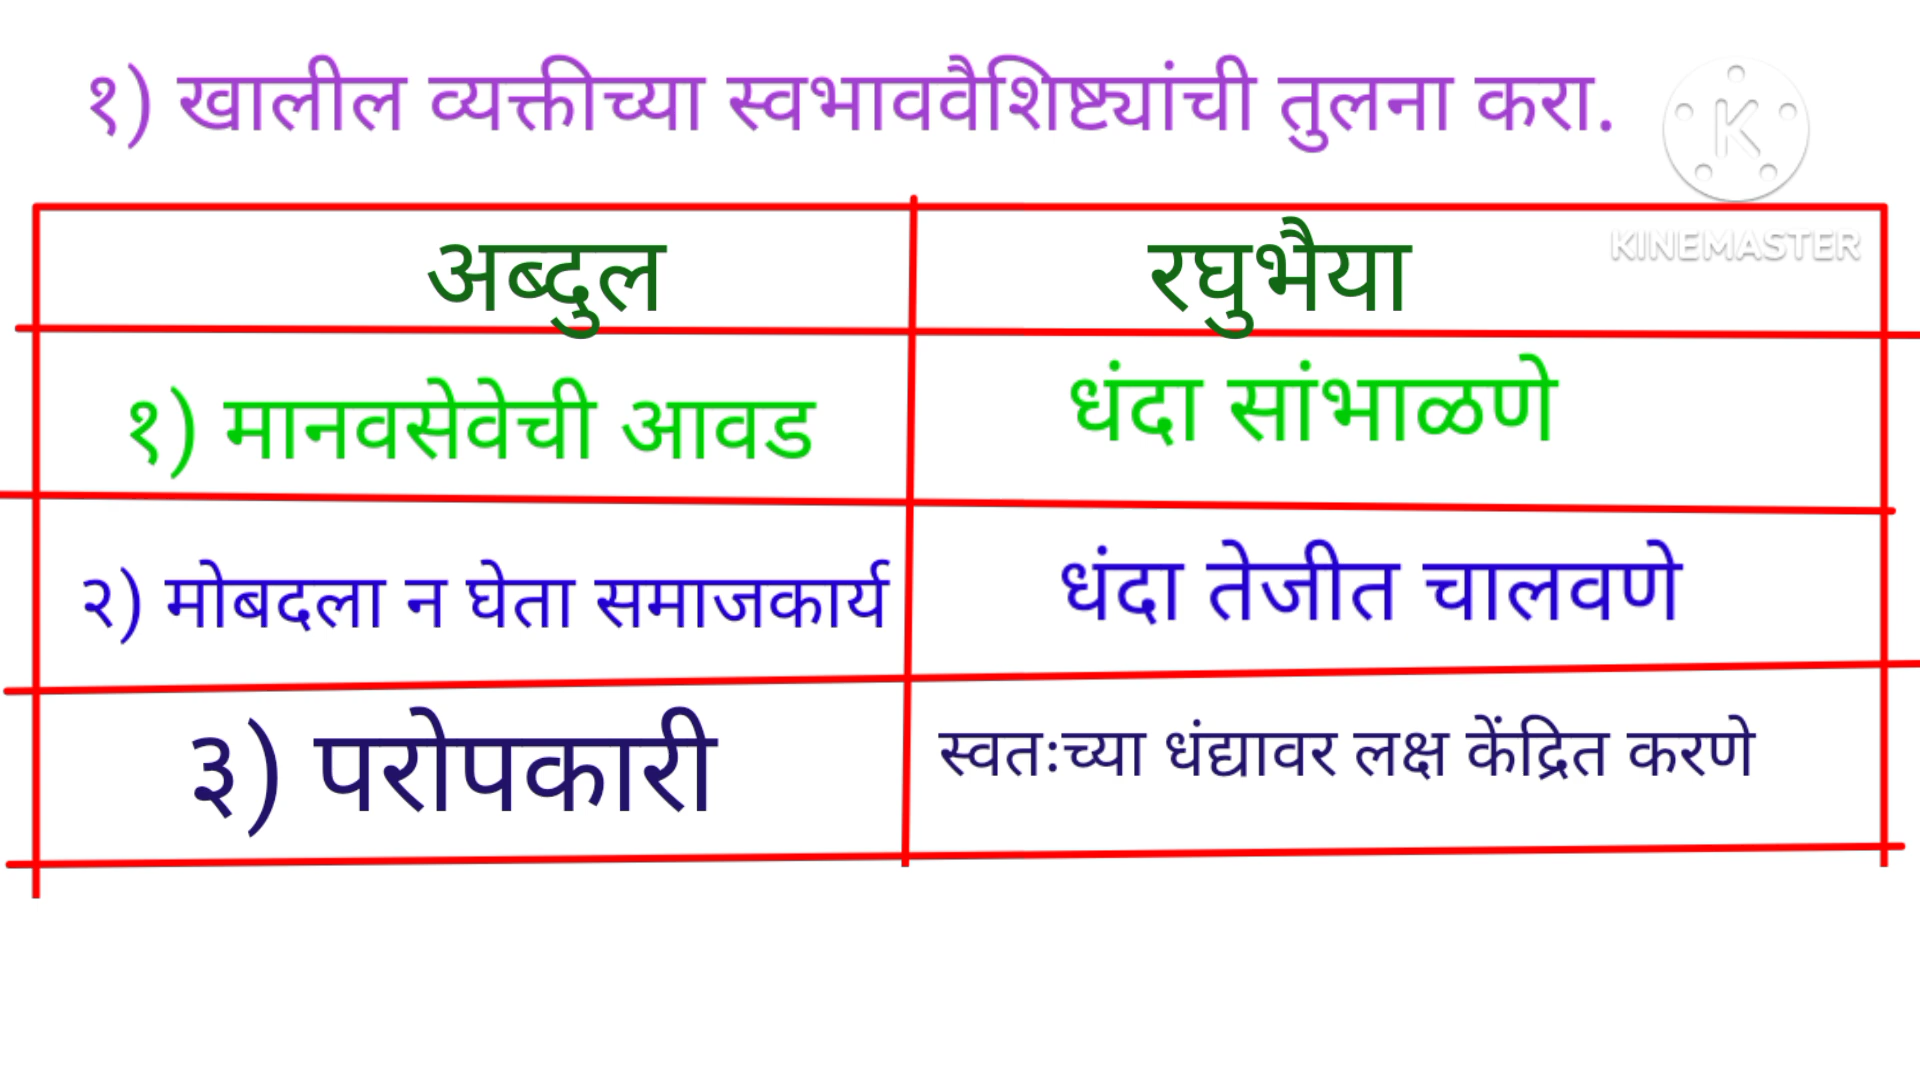 १) खालील व्यक्तीच्या स्वभाववैशिष्ट्यांची तुलना करा.
K
KINEMASTER
अब्दुल रघुभैया
१) मानवसेवेची आवड धंदा सांभाळणे
२) मोबदला न घेता समाजकार्य धंदा तेजीत चालवणे
३) परोपकारी स्वतःच्या धंद्यावर लक्ष केंद्रित करणे